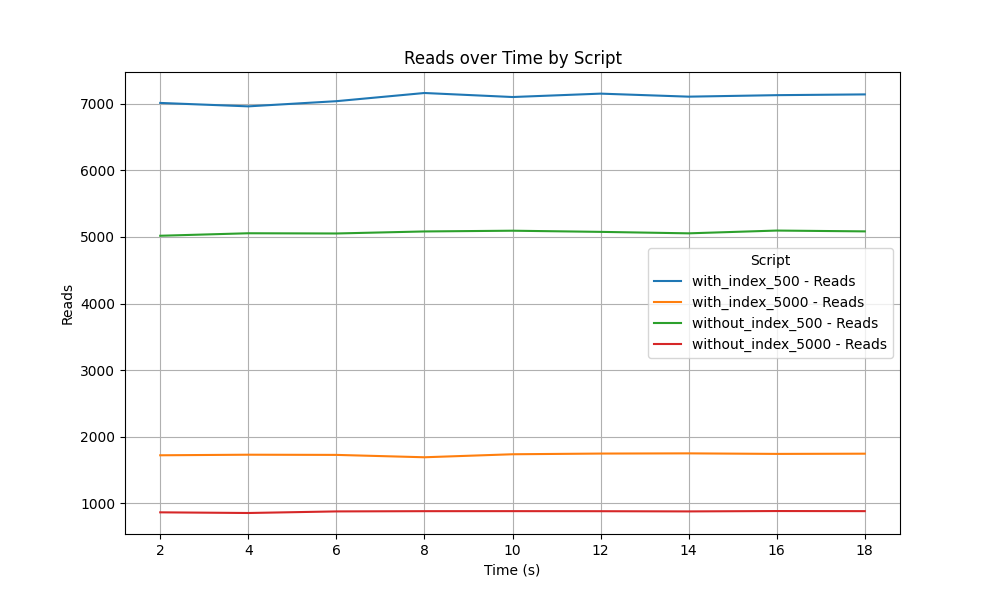 Reads over Time by Script
7000
6000
5000
4000
3000
2000
1000
Reads
Script
with_index_500 - Reads
with_index_5000 - Reads
without_index_500 - Reads
without_index_5000 - Reads
2 4 6 8 10 12 14 16 18
Time (s)